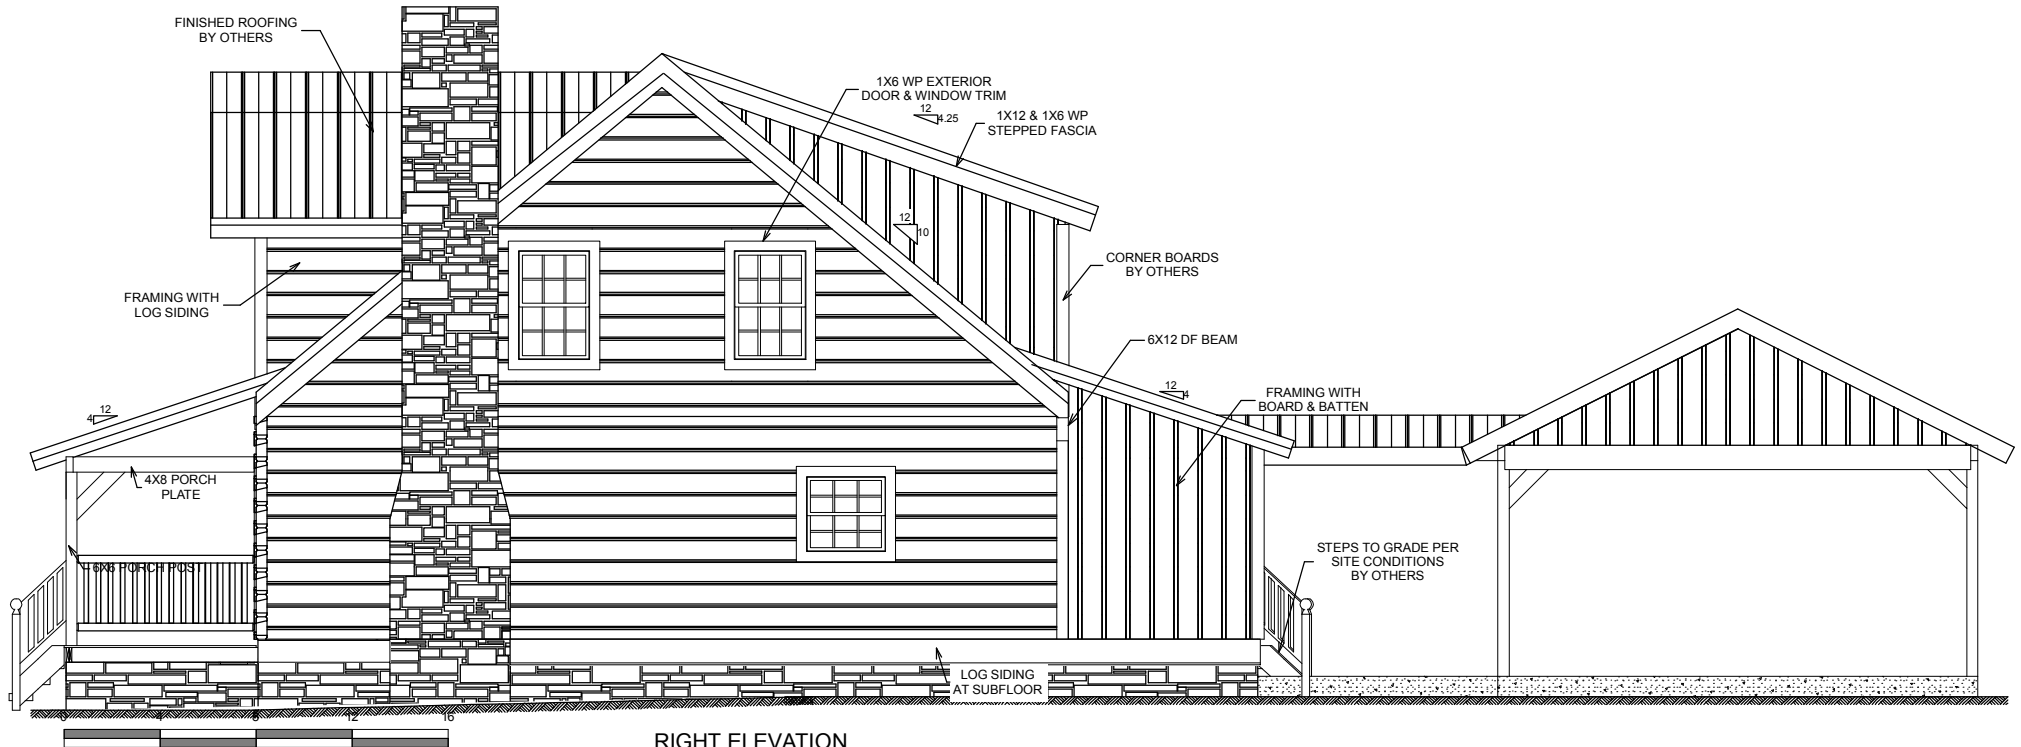 FINISHED ROOFING
BY OTHERS
1X6 WP EXTERIOR
DOOR & WINDOW TRIM
12
4.25
1X12 & 1X6 WP
STEPPED FASCIA
12
10
CORNER BOARDS
BY OTHERS
FRAMING WITH
LOG SIDING
6X12 DF BEAM
12
4
FRAMING WITH
BOARD & BATTEN
12
4
4X8 PORCH
PLATE
STEPS TO GRADE PER
SITE CONDITIONS
BY OTHERS
6X6 PORCH POST
LOG SIDING
AT SUBFLOOR
0 4 8 12 16
RIGHT ELEVATION